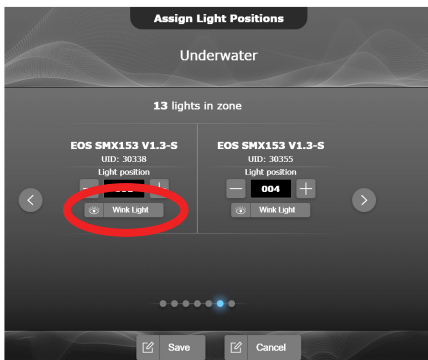 Assign Light Positions
Underwater
13 lights in zone
EOS SMX153 V1.3-S
UID: 30338
Light position
Wink Light
EOS SMX153 V1.3-S
UID: 30355
Light position
004
Wink Light
Save
Cancel